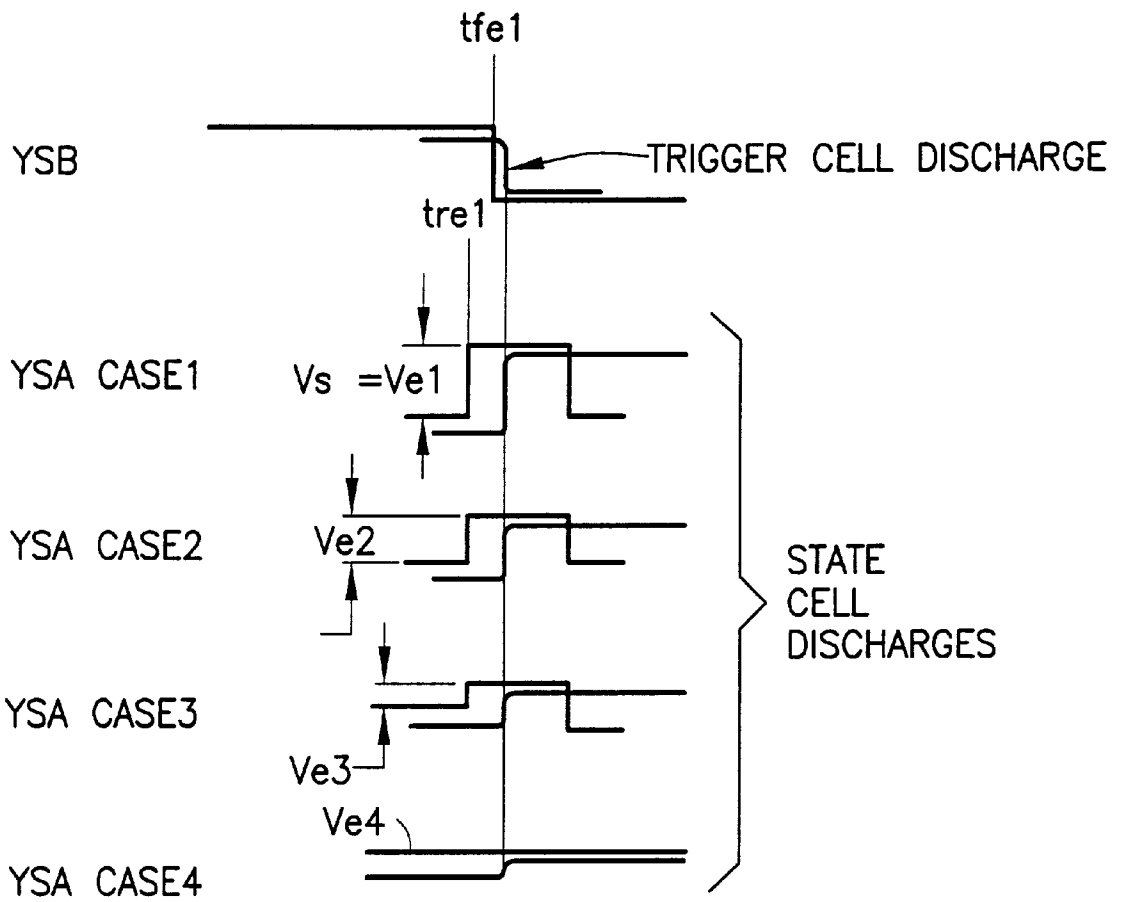 tfe1
YSB
TRIGGER CELL DISCHARGE
tre1
YSA CASE1
Vs =Ve1
YSA CASE2
Ve2
STATE
CELL
DISCHARGES
YSA CASE3
Ve3
Ve4
YSA CASE4